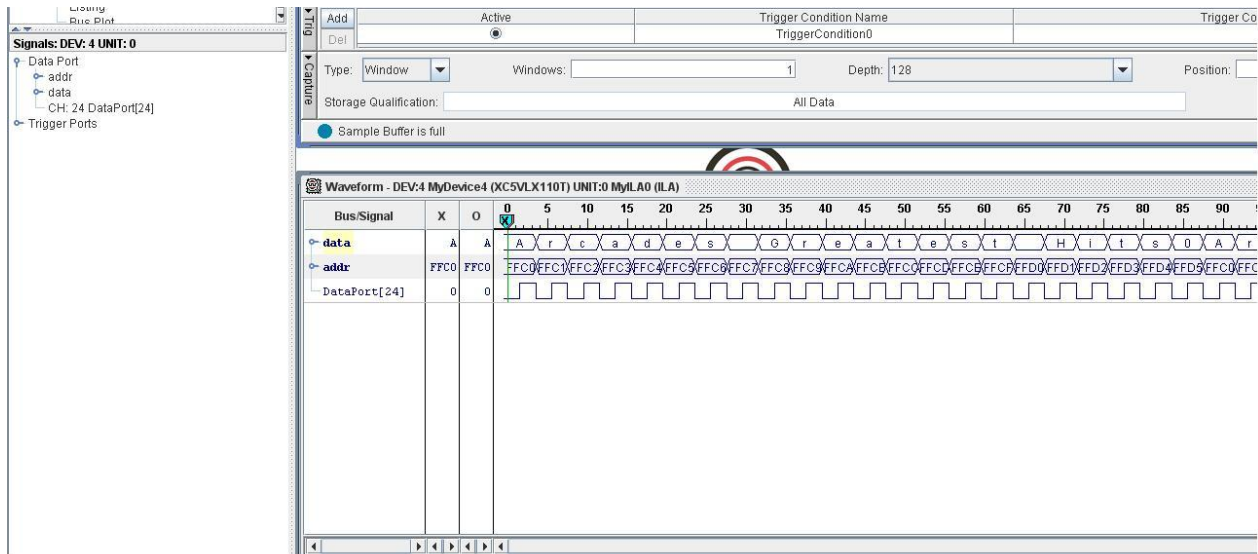 Listing
Bus Plot
Signals: DEV: 4 UNIT: 0
Data Port
addr
data
CH: 24 DataPort[24]
Trigger Ports
Trig
Add
Del
Active
Trigger Condition Name
Trigger Co
TriggerCondition0
Capture
Type: Window
Windows: 1
Depth: 128
Position:
Storage Qualification: All Data
Sample Buffer is full
Waveform - DEV:4 MyDevice4 (XC5VLX110T) UNIT:0 MyILA0 (ILA)
Bus/Signal X O 0 5 10 15 20 25 30 35 40 45 50 55 60 65 70 75 80 85 90
X
data A A A r c a d e s G r e a t e s t H i t s 0 A r
addr FFC0 FFC0 FFC0 FFC1 FFC2 FFC3 FFC4 FFC5 FFC6 FFC7 FFC8 FFC9 FFCA FFCB FFCC FFCD FFCE FFCF FFD0 FFD1 FFD2 FFD3 FFD4 FFD5 FFC0 FFC
DataPort[24] 0 0